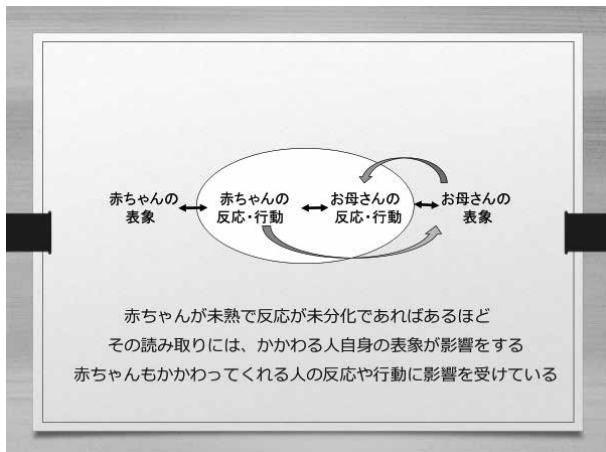 赤ちゃんの
表象
赤ちゃんの
反応・行動
お母さんの
反応・行動
お母さんの
表象
赤ちゃんが未熟で反応が未分化であればあるほど
その読み取りには、かかわる人自身の表象が影響をする
赤ちゃんもかかわってくれる人の反応や行動に影響を受けている